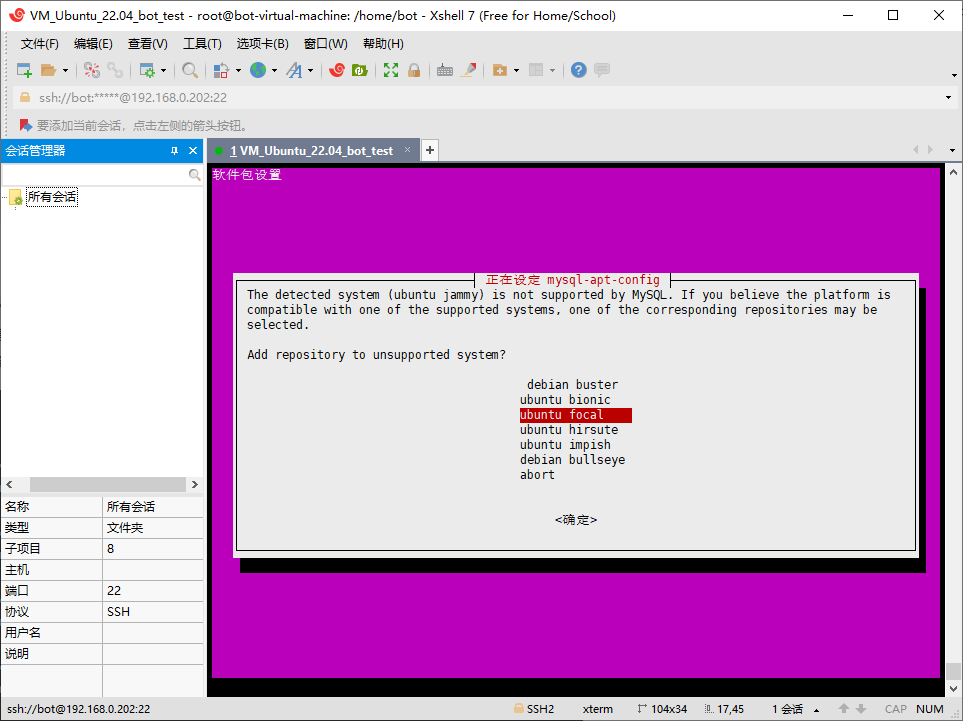 VM_Ubuntu_22.04_bot_test - root@bot-virtual-machine: /home/bot - Xshell 7 (Free for Home/School)
文件(F) 编辑(E) 查看(V) 工具(T) 选项卡(B) 窗口(W) 帮助(H)
ssh://bot:*****@192.168.0.202:22
要添加当前会话，点击左侧的箭头按钮。
会话管理器
1 VM_Ubuntu_22.04_bot_test
所有会话
软件包设置
正在设定 mysql-apt-config
The detected system (ubuntu jammy) is not supported by MySQL. If you believe the platform is
compatible with one of the supported systems, one of the corresponding repositories may be
selected.
Add repository to unsupported system?
debian buster
ubuntu bionic
ubuntu focal
ubuntu hirsute
ubuntu impish
debian bullseye
abort
<确定>
名称 所有会话
类型 文件夹
子项目 8
主机
端口 22
协议 SSH
用户名
说明
ssh://bot@192.168.0.202:22 SSH2 xterm 104x34 17,45 1 会话 CAP NUM